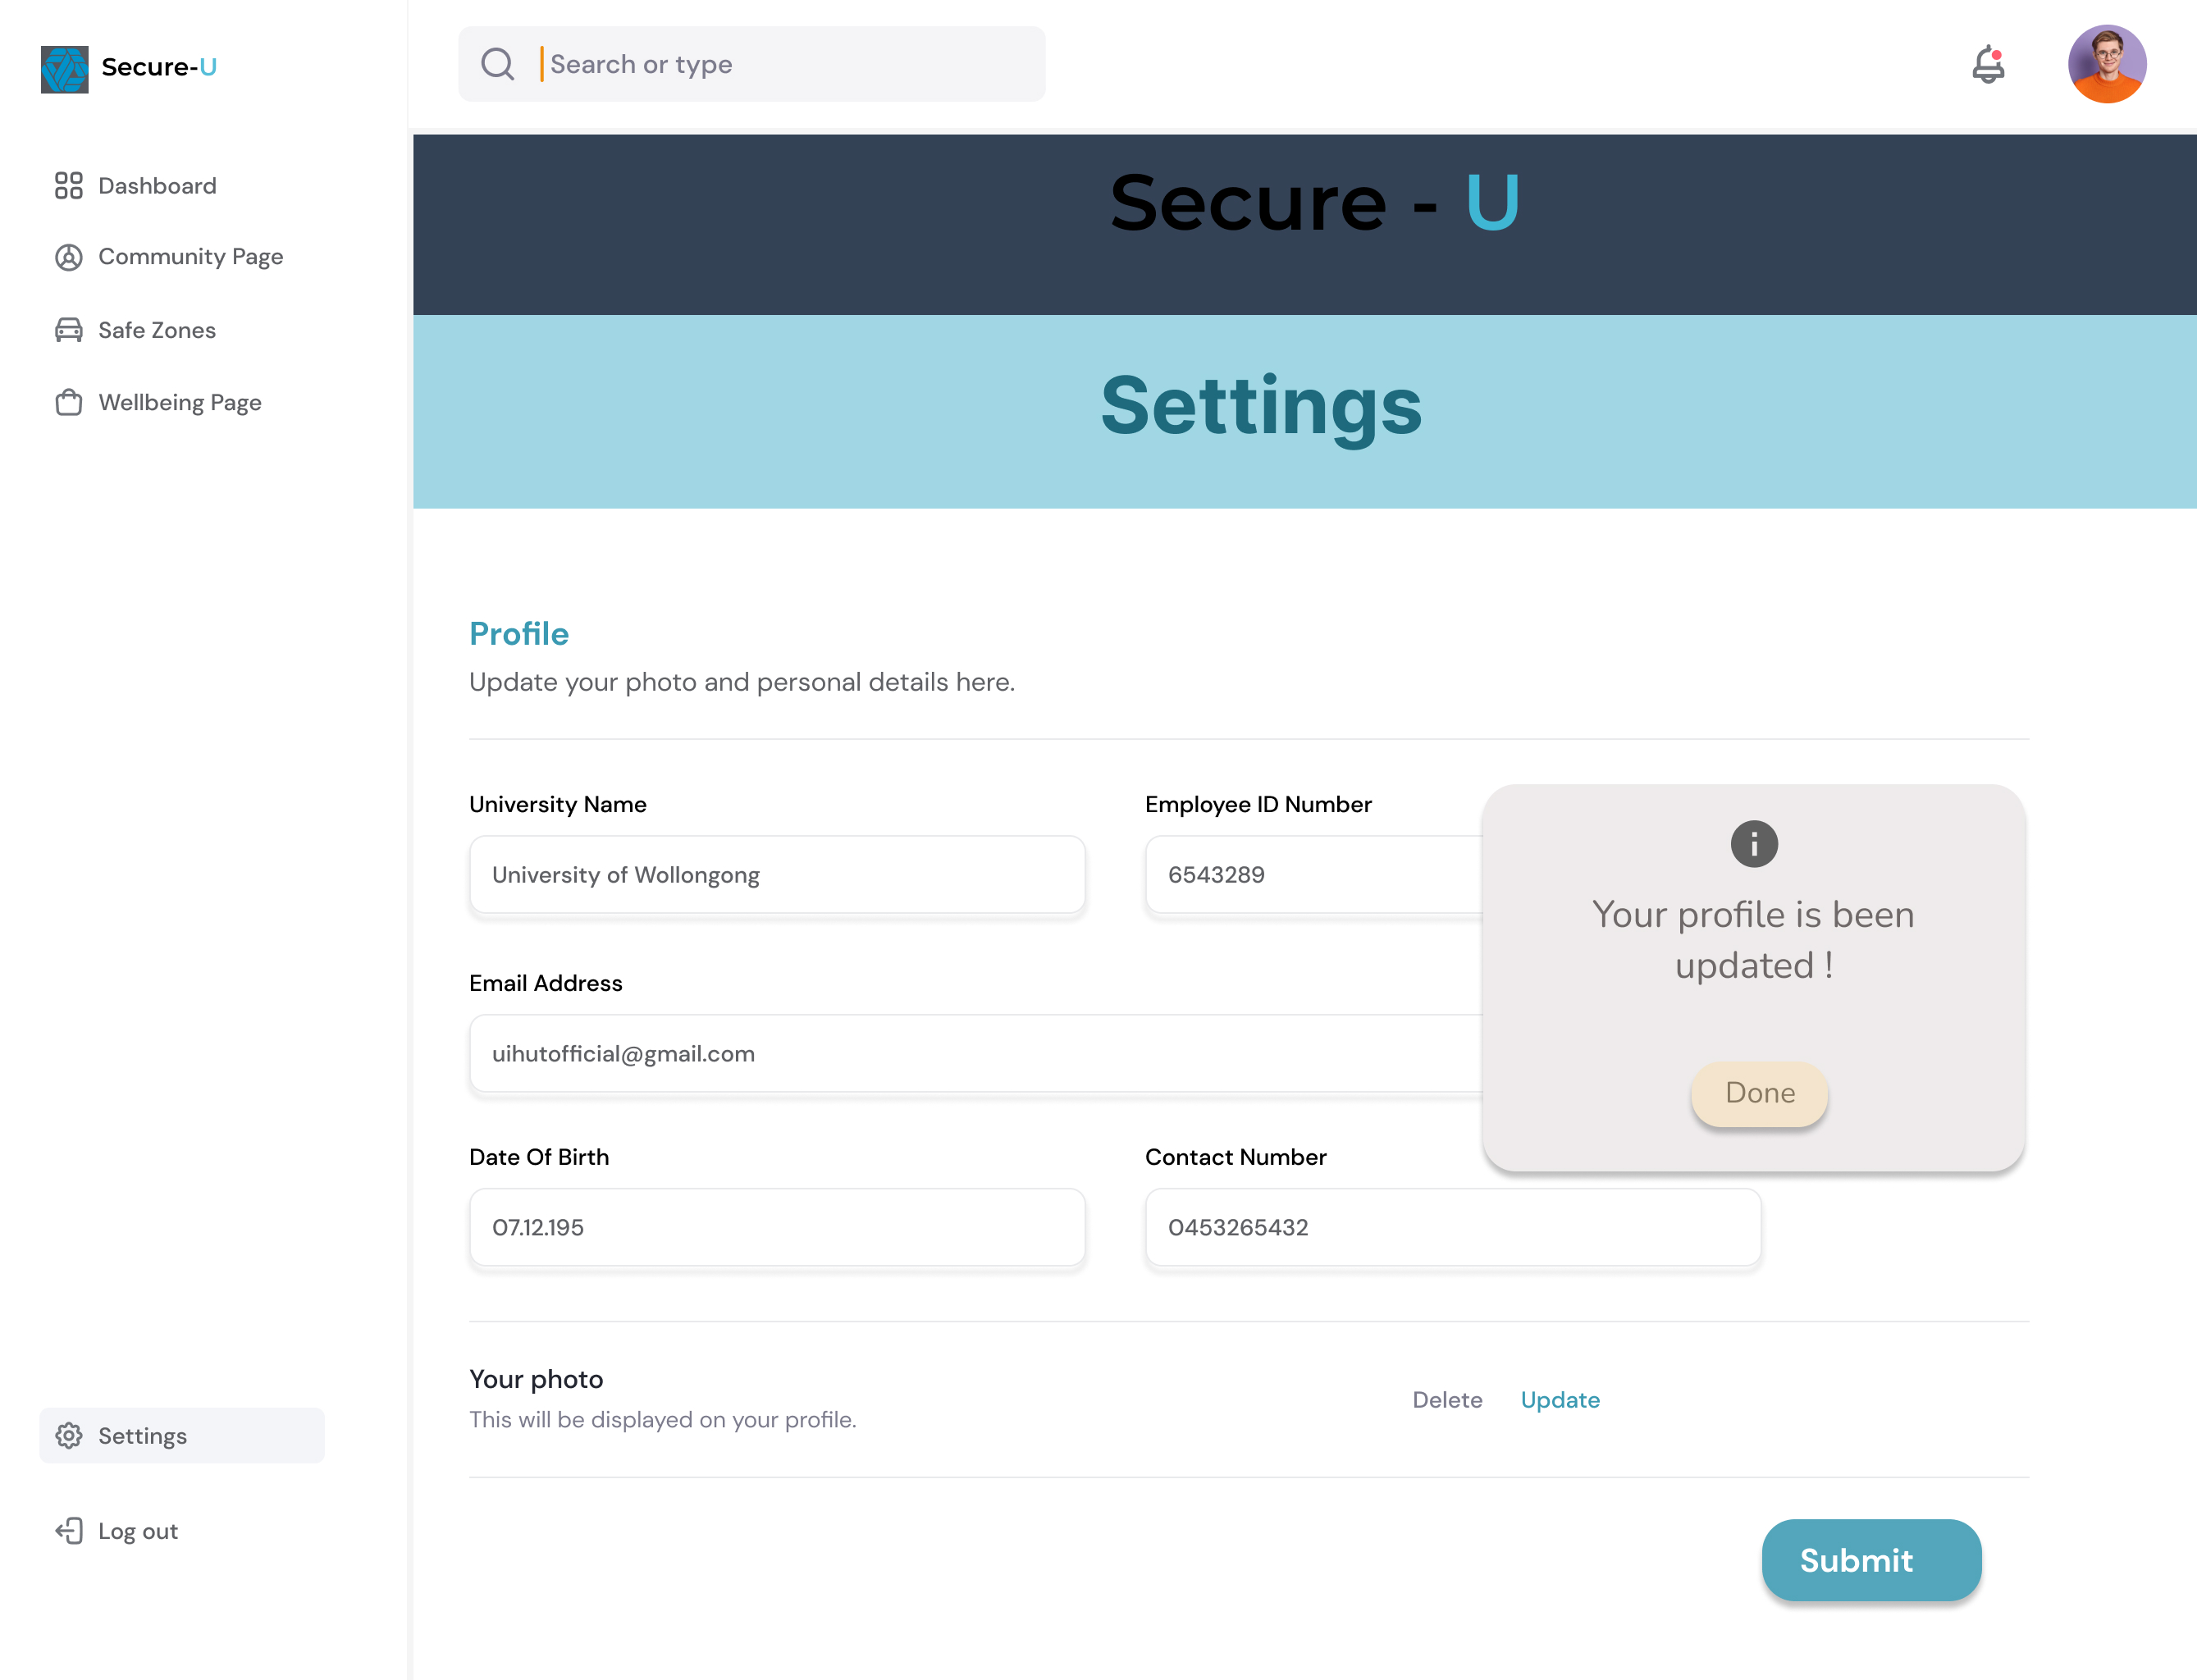 Secure-U
Search or type
Dashboard
Community Page
Safe Zones
Wellbeing Page
Settings
Log out
Secure - U
Settings
Profile
Update your photo and personal details here.
University Name
University of Wollongong
Employee ID Number
6543289
Email Address
uihutofficial@gmail.com
Date Of Birth
07.12.195
Contact Number
0453265432
Your profile is been
updated !
Done
Your photo
This will be displayed on your profile.
Delete
Update
Submit